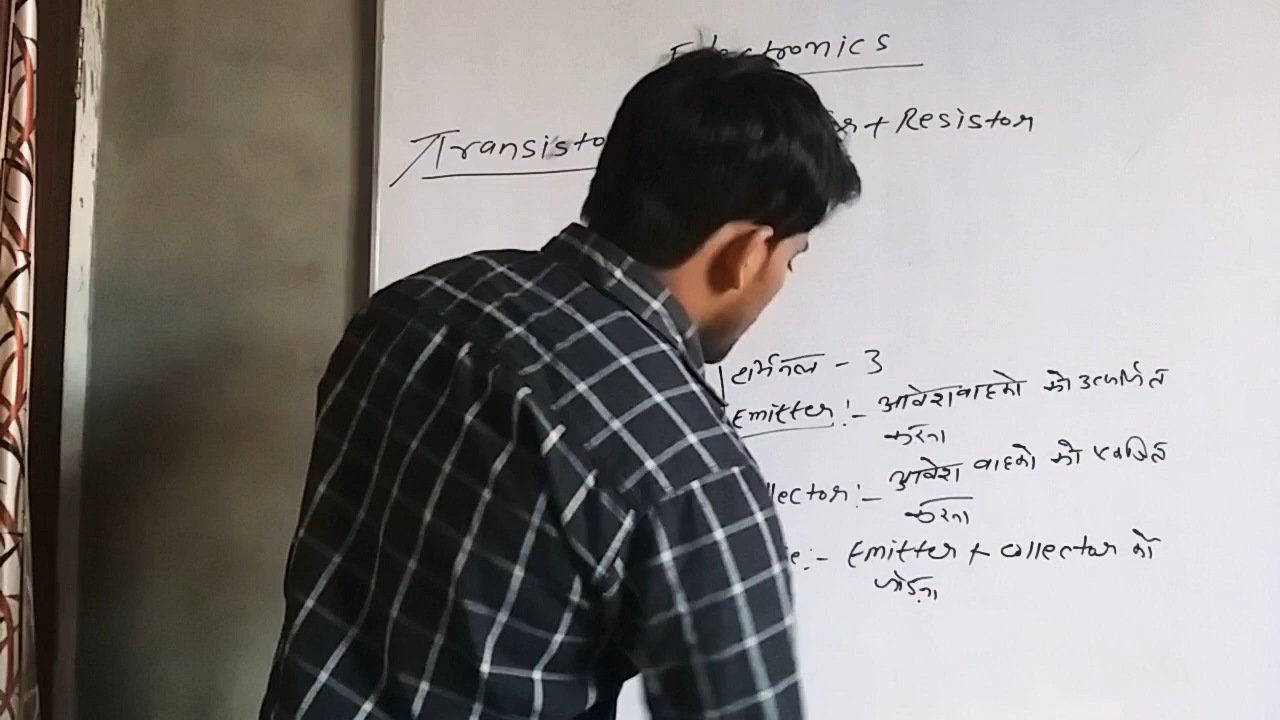 Electronics
Transisto + Resistor
टर्मिनल - 3
Emitter :- आवेशवाहको को उत्सर्जित
करना
llector :- आवेश वाहको को एकत्रित
करना
e :- Emitter + collector को
जोड़ना